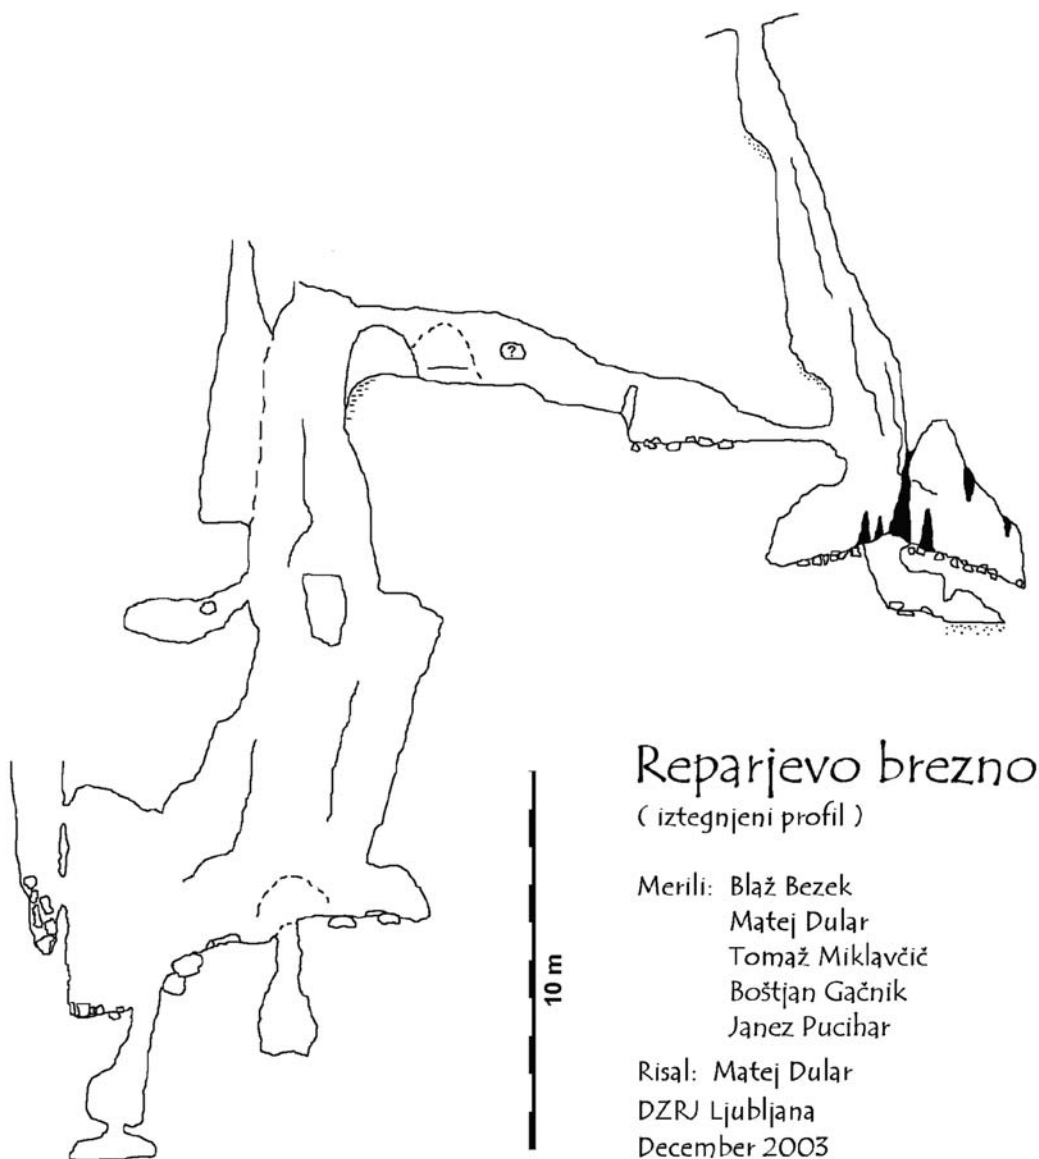 ?
Reparjevo brezno
( iztegnjeni profil )
Merili: Blaž Bezek
Matej Dular
Tomaž Miklavčič
Boštjan Gačnik
Janez Pucihar
10 m
Risal: Matej Dular
DZRJ Ljubljana
December 2003